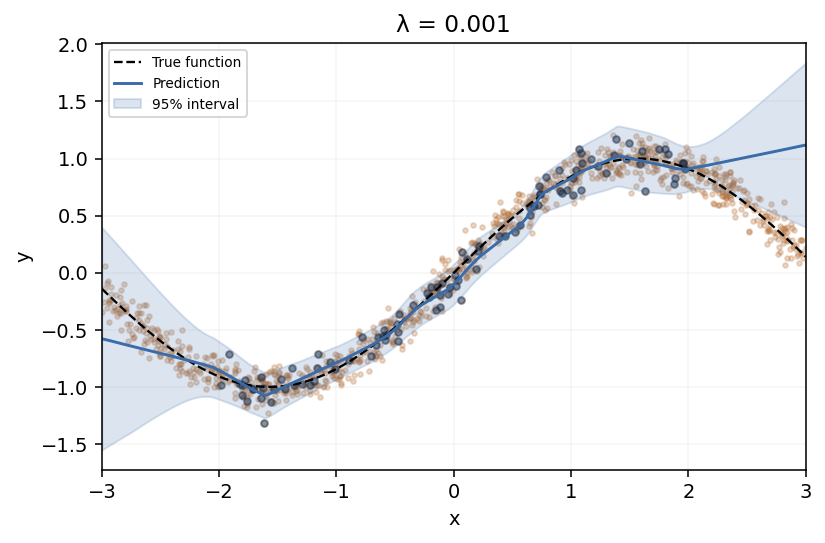 λ = 0.001
True function
Prediction
95% interval
2.0
1.5
1.0
0.5
0.0
−0.5
−1.0
−1.5
y
−3 −2 −1 0 1 2 3
x